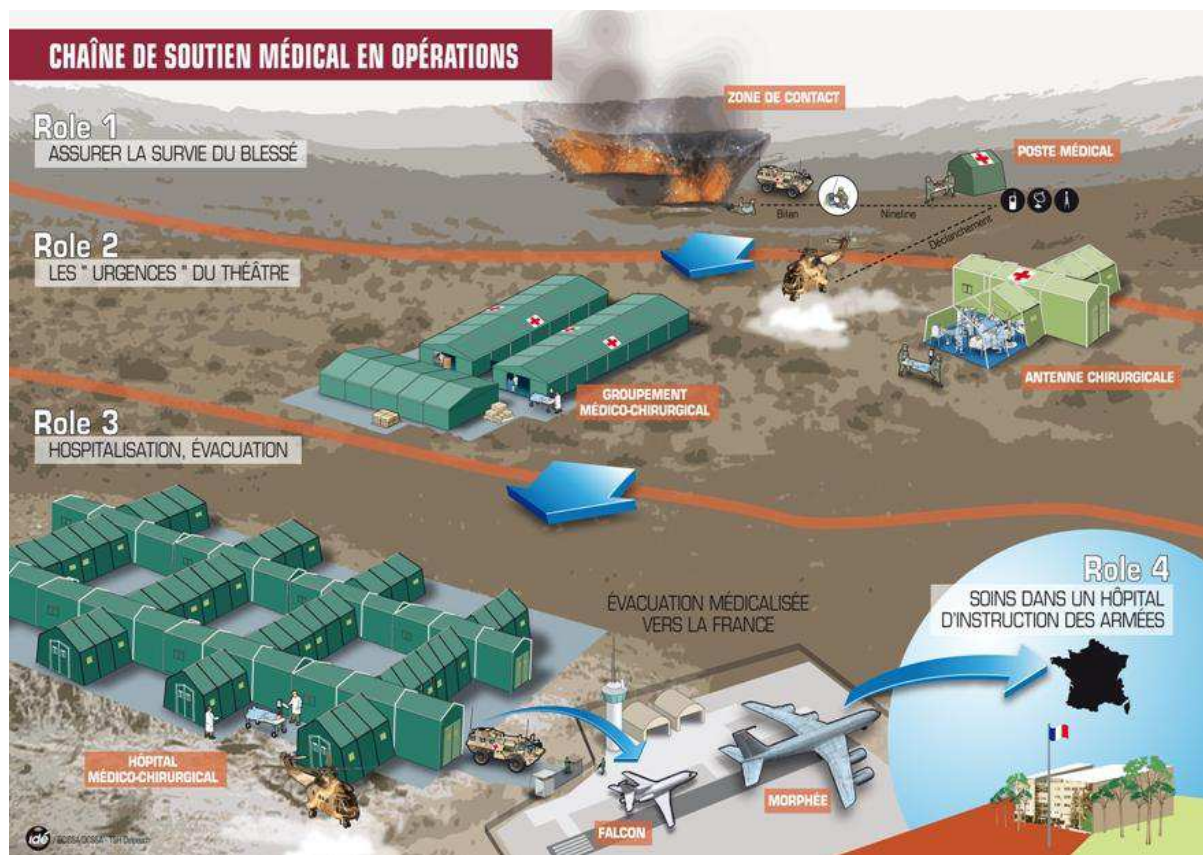 CHAÎNE DE SOUTIEN MÉDICAL EN OPÉRATIONS
ZONE DE CONTACT
Role 1
ASSURER LA SURVIE DU BLESSÉ
POSTE MÉDICAL
Bilan
Nineline
Déclanchement
Role 2
LES " URGENCES " DU THÉÂTRE
GROUPEMENT
MÉDICO-CHIRURGICAL
ANTENNE CHIRURGICALE
Role 3
HOSPITALISATION, ÉVACUATION
Role 4
SOINS DANS UN HÔPITAL
D'INSTRUCTION DES ARMÉES
ÉVACUATION MÉDICALISÉE
VERS LA FRANCE
HÔPITAL
MÉDICO-CHIRURGICAL
MORPHÉE
FALCON
idé